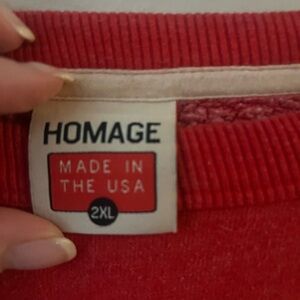 HOMAGE
MADE IN
THE USA
2XL